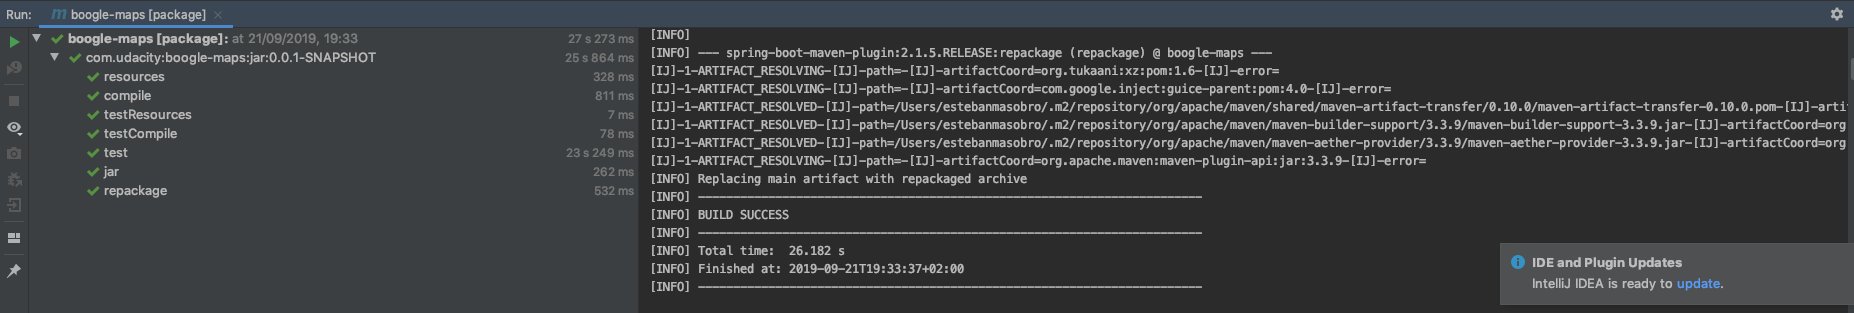 Run: boogle-maps [package]
boogle-maps [package]: at 21/09/2019, 19:33 27 s 273 ms
com.udacity:boogle-maps:jar:0.0.1-SNAPSHOT 25 s 864 ms
resources 328 ms
compile 811 ms
testResources 7 ms
testCompile 78 ms
test 23 s 249 ms
jar 262 ms
repackage 532 ms
[INFO]
[INFO] --- spring-boot-maven-plugin:2.1.5.RELEASE:repackage (repackage) @ boogle-maps ---
[IJ]-1-ARTIFACT_RESOLVING-[IJ]-path=-[IJ]-artifactCoord=org.tukaani:xz:pom:1.6-[IJ]-error=
[IJ]-1-ARTIFACT_RESOLVING-[IJ]-path=-[IJ]-artifactCoord=com.google.inject:guice-parent:pom:4.0-[IJ]-error=
[IJ]-1-ARTIFACT_RESOLVED-[IJ]-path=/Users/estebanmasobro/.m2/repository/org/apache/maven/shared/maven-artifact-transfer/0.10.0/maven-artifact-transfer-0.10.0.pom-[IJ]-artif
[IJ]-1-ARTIFACT_RESOLVED-[IJ]-path=/Users/estebanmasobro/.m2/repository/org/apache/maven/maven-builder-support/3.3.9/maven-builder-support-3.3.9.jar-[IJ]-artifactCoord=org
[IJ]-1-ARTIFACT_RESOLVED-[IJ]-path=/Users/estebanmasobro/.m2/repository/org/apache/maven/maven-aether-provider/3.3.9/maven-aether-provider-3.3.9.jar-[IJ]-artifactCoord=org
[IJ]-1-ARTIFACT_RESOLVING-[IJ]-path=-[IJ]-artifactCoord=org.apache.maven:maven-plugin-api:jar:3.3.9-[IJ]-error=
[INFO] Replacing main artifact with repackaged archive
[INFO] ------------------------------------------------------------------------
[INFO] BUILD SUCCESS
[INFO] ------------------------------------------------------------------------
[INFO] Total time:  26.182 s
[INFO] Finished at: 2019-09-21T19:33:37+02:00
[INFO] ------------------------------------------------------------------------
IDE and Plugin Updates
IntelliJ IDEA is ready to update.